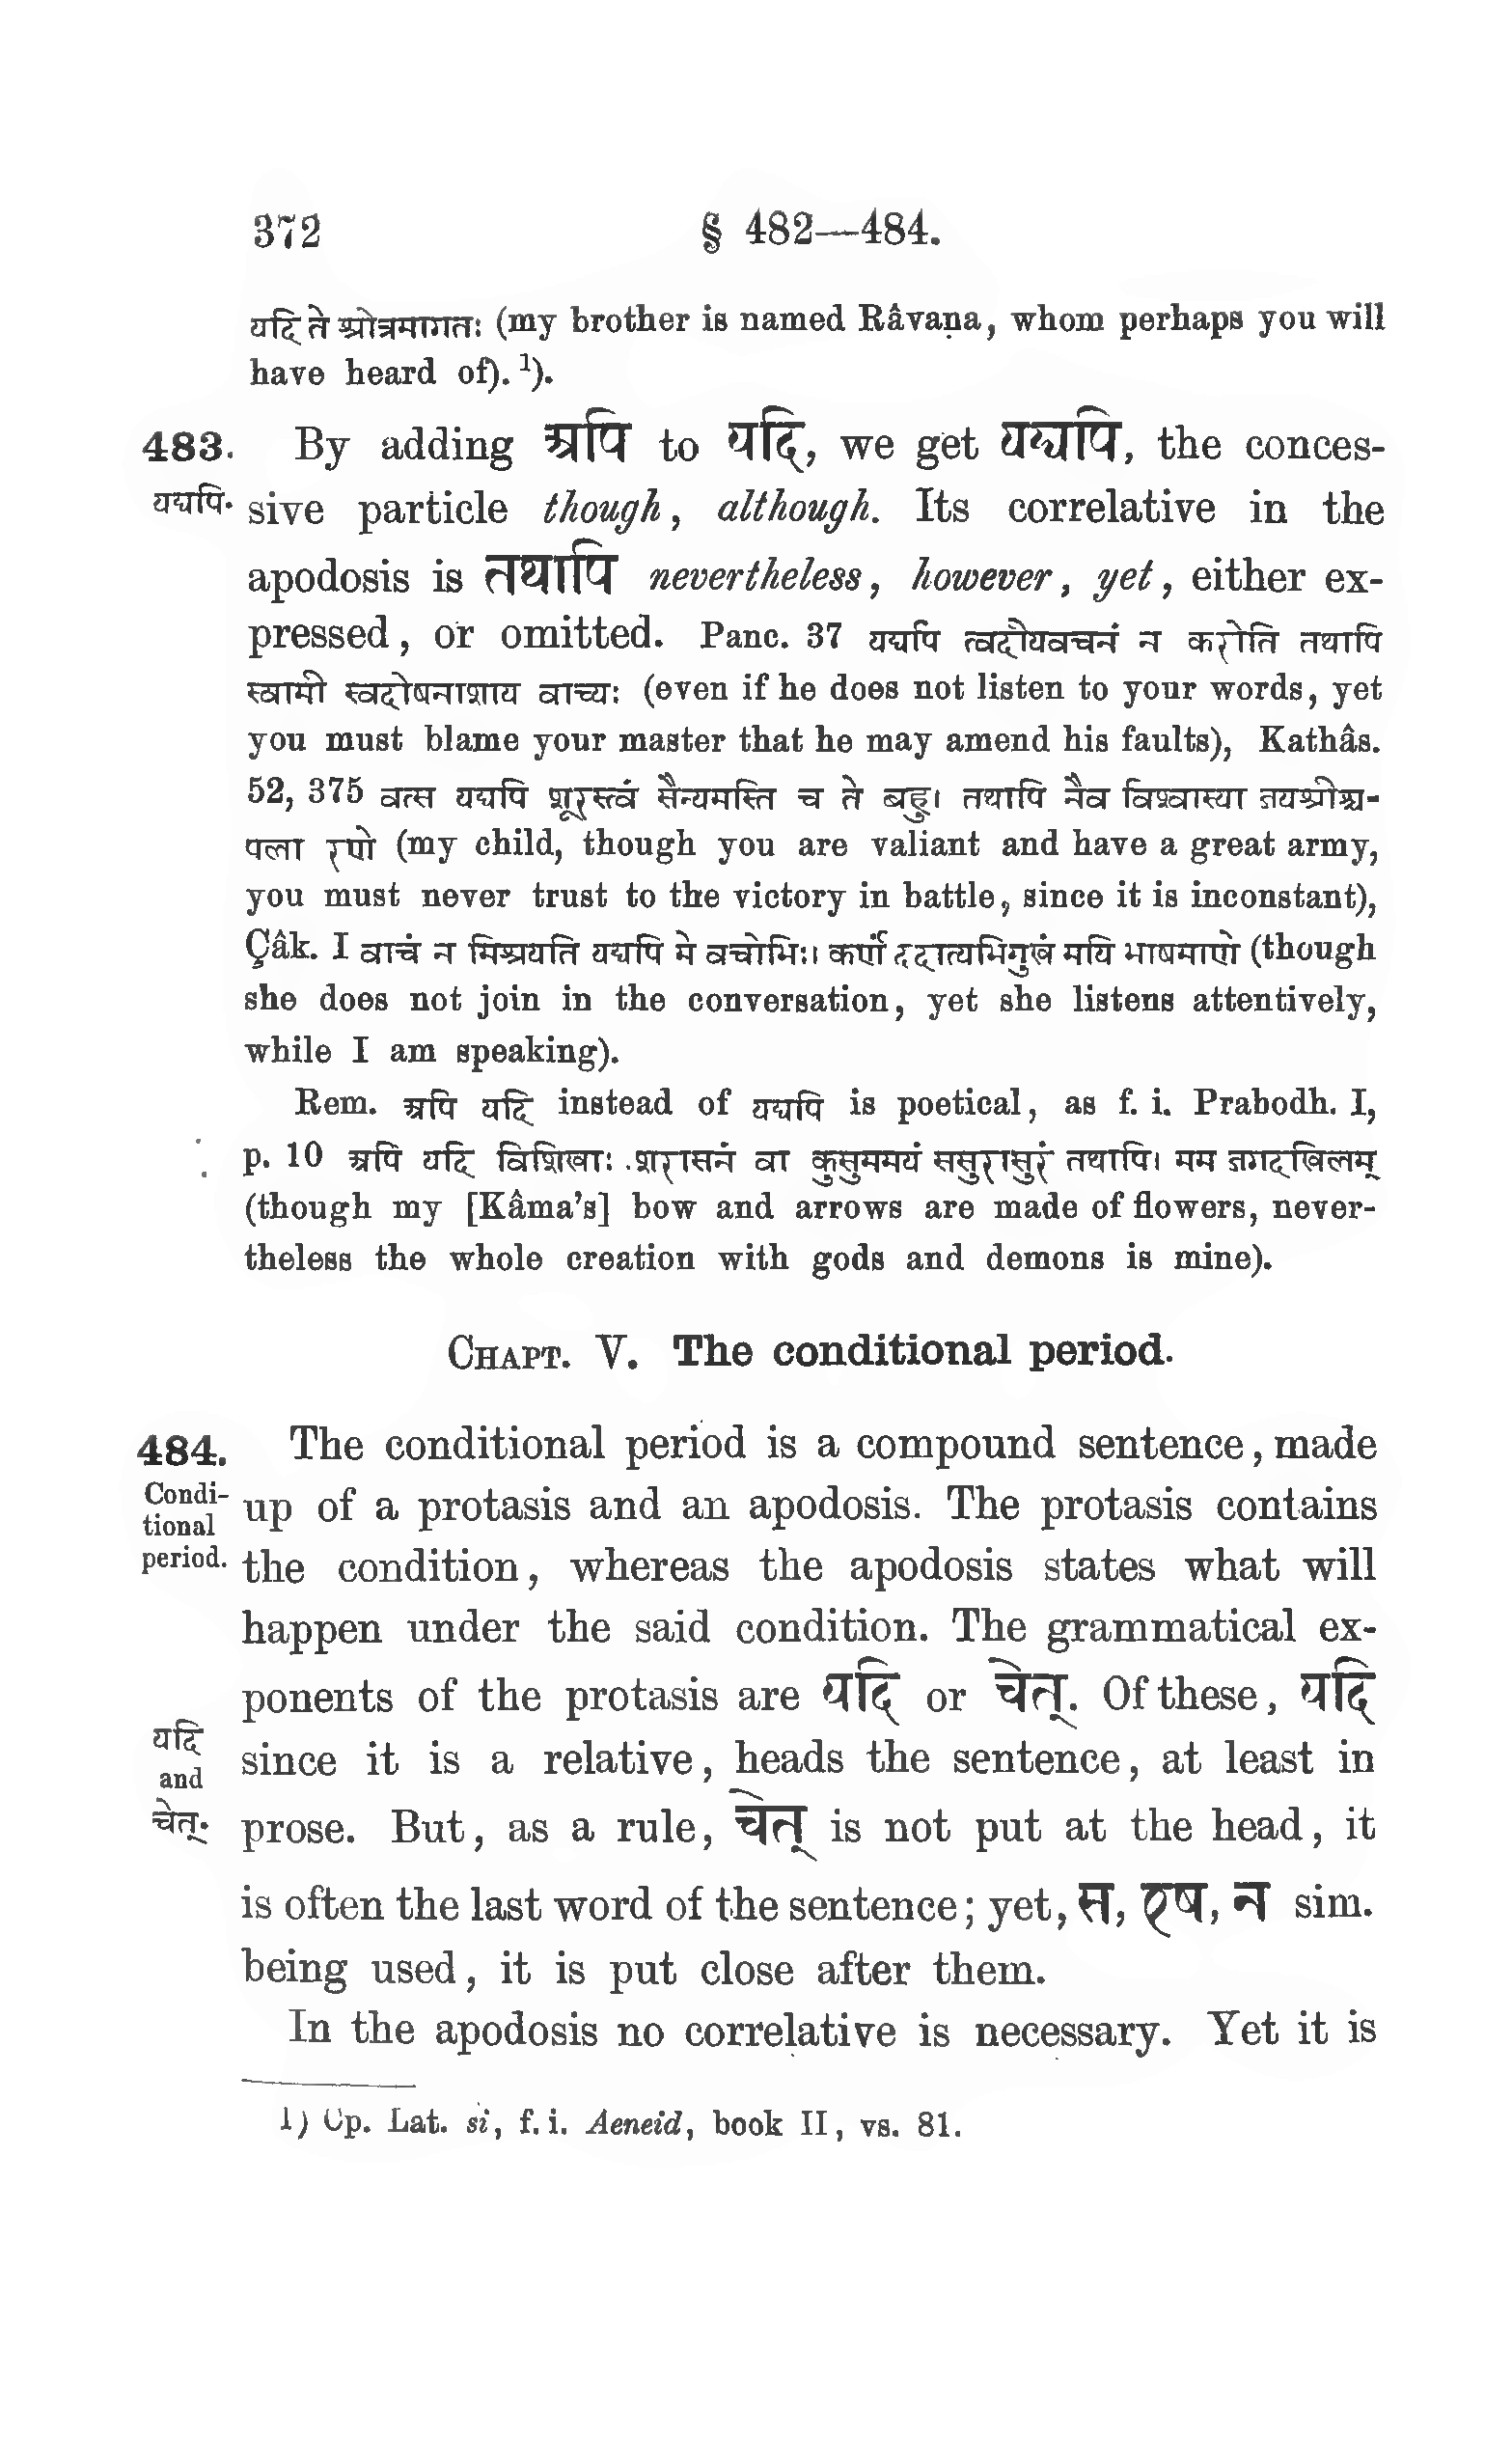 372 § 482—484.
यदि ते श्रोत्रमागतः (my brother is named Râvaṇa, whom perhaps you will
have heard of). ¹).
483. By adding अपि to यदि, we get यद्यपि, the conces-
यद्यपि. sive particle though, although. Its correlative in the
apodosis is तथापि nevertheless, however, yet, either ex-
pressed, or omitted. Panc. 37 यद्यपि त्वदीयवचनं न करोति तथापि
स्वामी स्वदोषनाशाय वाच्यः (even if he does not listen to your words, yet
you must blame your master that he may amend his faults), Kathâs.
52, 375 वत्स यद्यपि शूरस्त्वं सैन्यमस्ति च ते बहु। तथापि नैव विश्वास्या जयश्रीश्च-
पला रणे (my child, though you are valiant and have a great army,
you must never trust to the victory in battle, since it is inconstant),
Çâk. I वाचं न मिश्रयति यद्यपि मे वचोभिः। कर्णं ददात्यभिमुखं मयि भाषमाणे (though
she does not join in the conversation, yet she listens attentively,
while I am speaking).
Rem. अपि यदि instead of यद्यपि is poetical, as f. i. Prabodh. I,
p. 10 अपि यदि विशिखाः शरासनं वा कुसुममयं ससुरासुरं तथापि। मम जगदखिलम्
(though my [Kâma's] bow and arrows are made of flowers, never-
theless the whole creation with gods and demons is mine).
CHAPT. V. The conditional period.
484. The conditional period is a compound sentence, made
Condi-
tional
period.
up of a protasis and an apodosis. The protasis contains
the condition, whereas the apodosis states what will
happen under the said condition. The grammatical ex-
ponents of the protasis are यदि or चेत्. Of these, यदि
यदि
and
चेत्.
since it is a relative, heads the sentence, at least in
prose. But, as a rule, चेत् is not put at the head, it
is often the last word of the sentence; yet, स, एष, न sim.
being used, it is put close after them.
In the apodosis no correlative is necessary. Yet it is
1) Cp. Lat. si, f. i. Aeneid, book II, vs. 81.